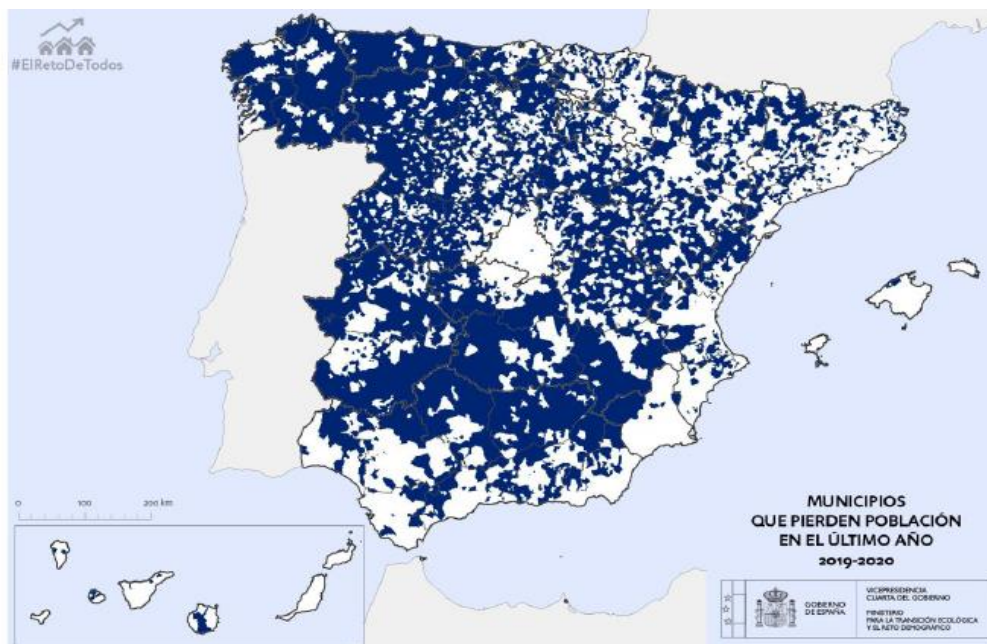 #ElRetoDeTodos
0 100 200 km
MUNICIPIOS
QUE PIERDEN POBLACIÓN
EN EL ÚLTIMO AÑO
2019-2020
GOBIERNO
DE ESPAÑA
VICEPRESIDENCIA
CUARTA DEL GOBIERNO
MINISTERIO
PARA LA TRANSICIÓN ECOLÓGICA
Y EL RETO DEMOGRÁFICO